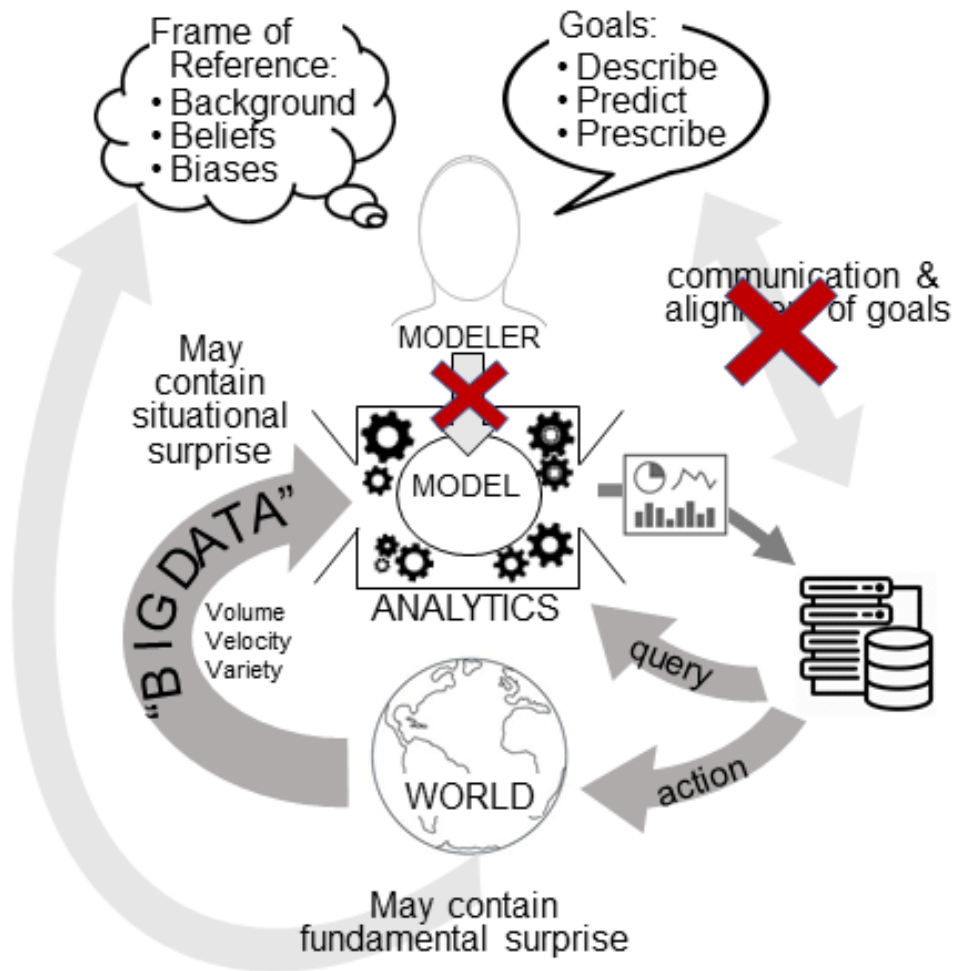 Frame of
Reference:
• Background
• Beliefs
• Biases
Goals:
• Describe
• Predict
• Prescribe
communication &
alignment of goals
MODELER
May
contain
situational
surprise
MODEL
ANALYTICS
"BIG DATA"
Volume
Velocity
Variety
query
action
WORLD
May contain
fundamental surprise